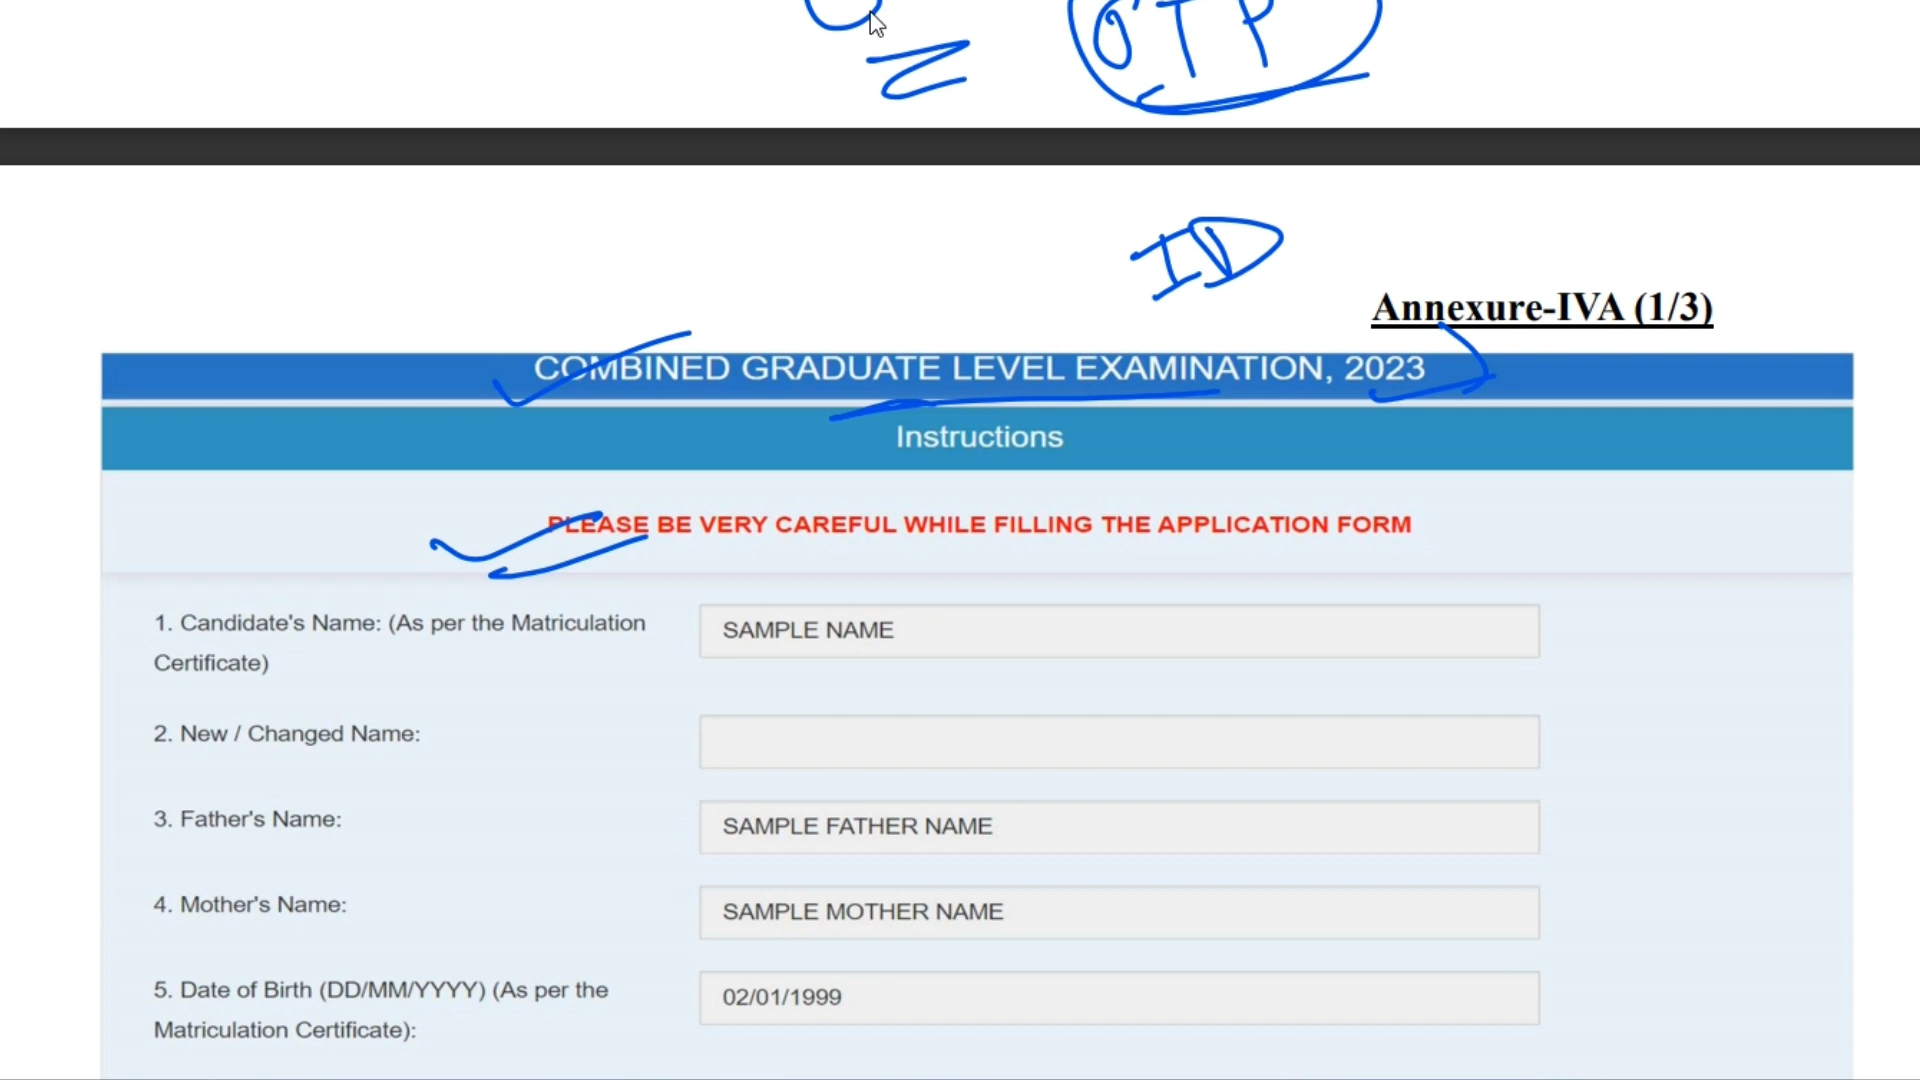 OTP
ID
Annexure-IVA (1/3)
COMBINED GRADUATE LEVEL EXAMINATION, 2023
Instructions
PLEASE BE VERY CAREFUL WHILE FILLING THE APPLICATION FORM
1. Candidate's Name: (As per the Matriculation
Certificate)
SAMPLE NAME
2. New / Changed Name:
3. Father's Name:
SAMPLE FATHER NAME
4. Mother's Name:
SAMPLE MOTHER NAME
5. Date of Birth (DD/MM/YYYY) (As per the
Matriculation Certificate):
02/01/1999